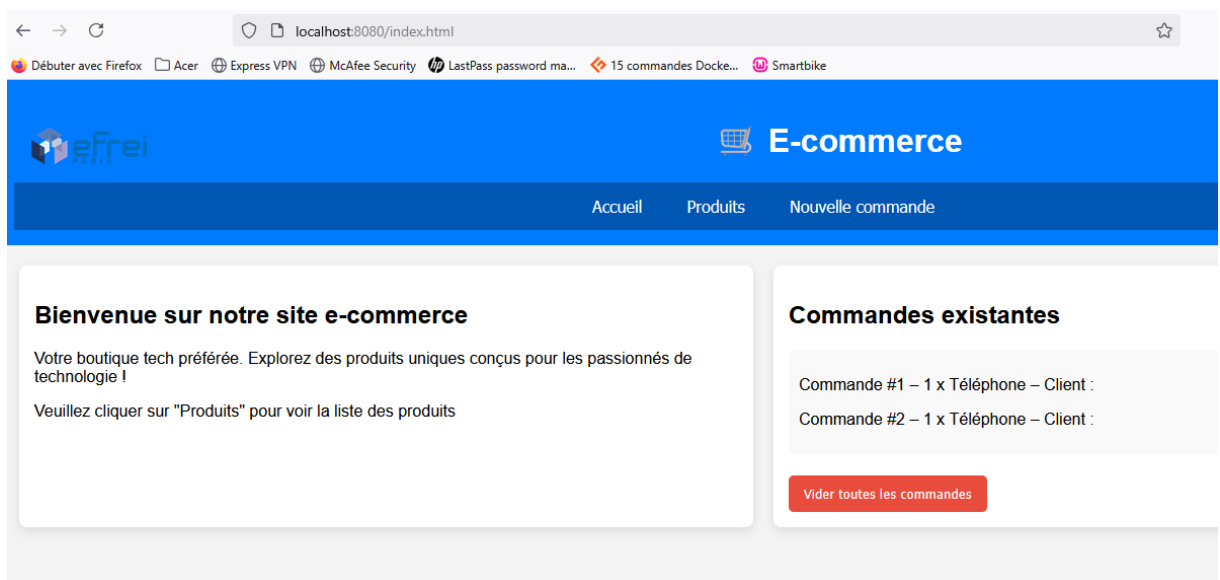 localhost:8080/index.html
Débuter avec Firefox Acer Express VPN McAfee Security LastPass password ma... 15 commandes Docke... Smartbike
efrei
PARIS
E-commerce
Accueil Produits Nouvelle commande
Bienvenue sur notre site e-commerce
Votre boutique tech préférée. Explorez des produits uniques conçus pour les passionnés de
technologie !
Veuillez cliquer sur "Produits" pour voir la liste des produits
Commandes existantes
Commande #1 – 1 x Téléphone – Client :
Commande #2 – 1 x Téléphone – Client :
Vider toutes les commandes